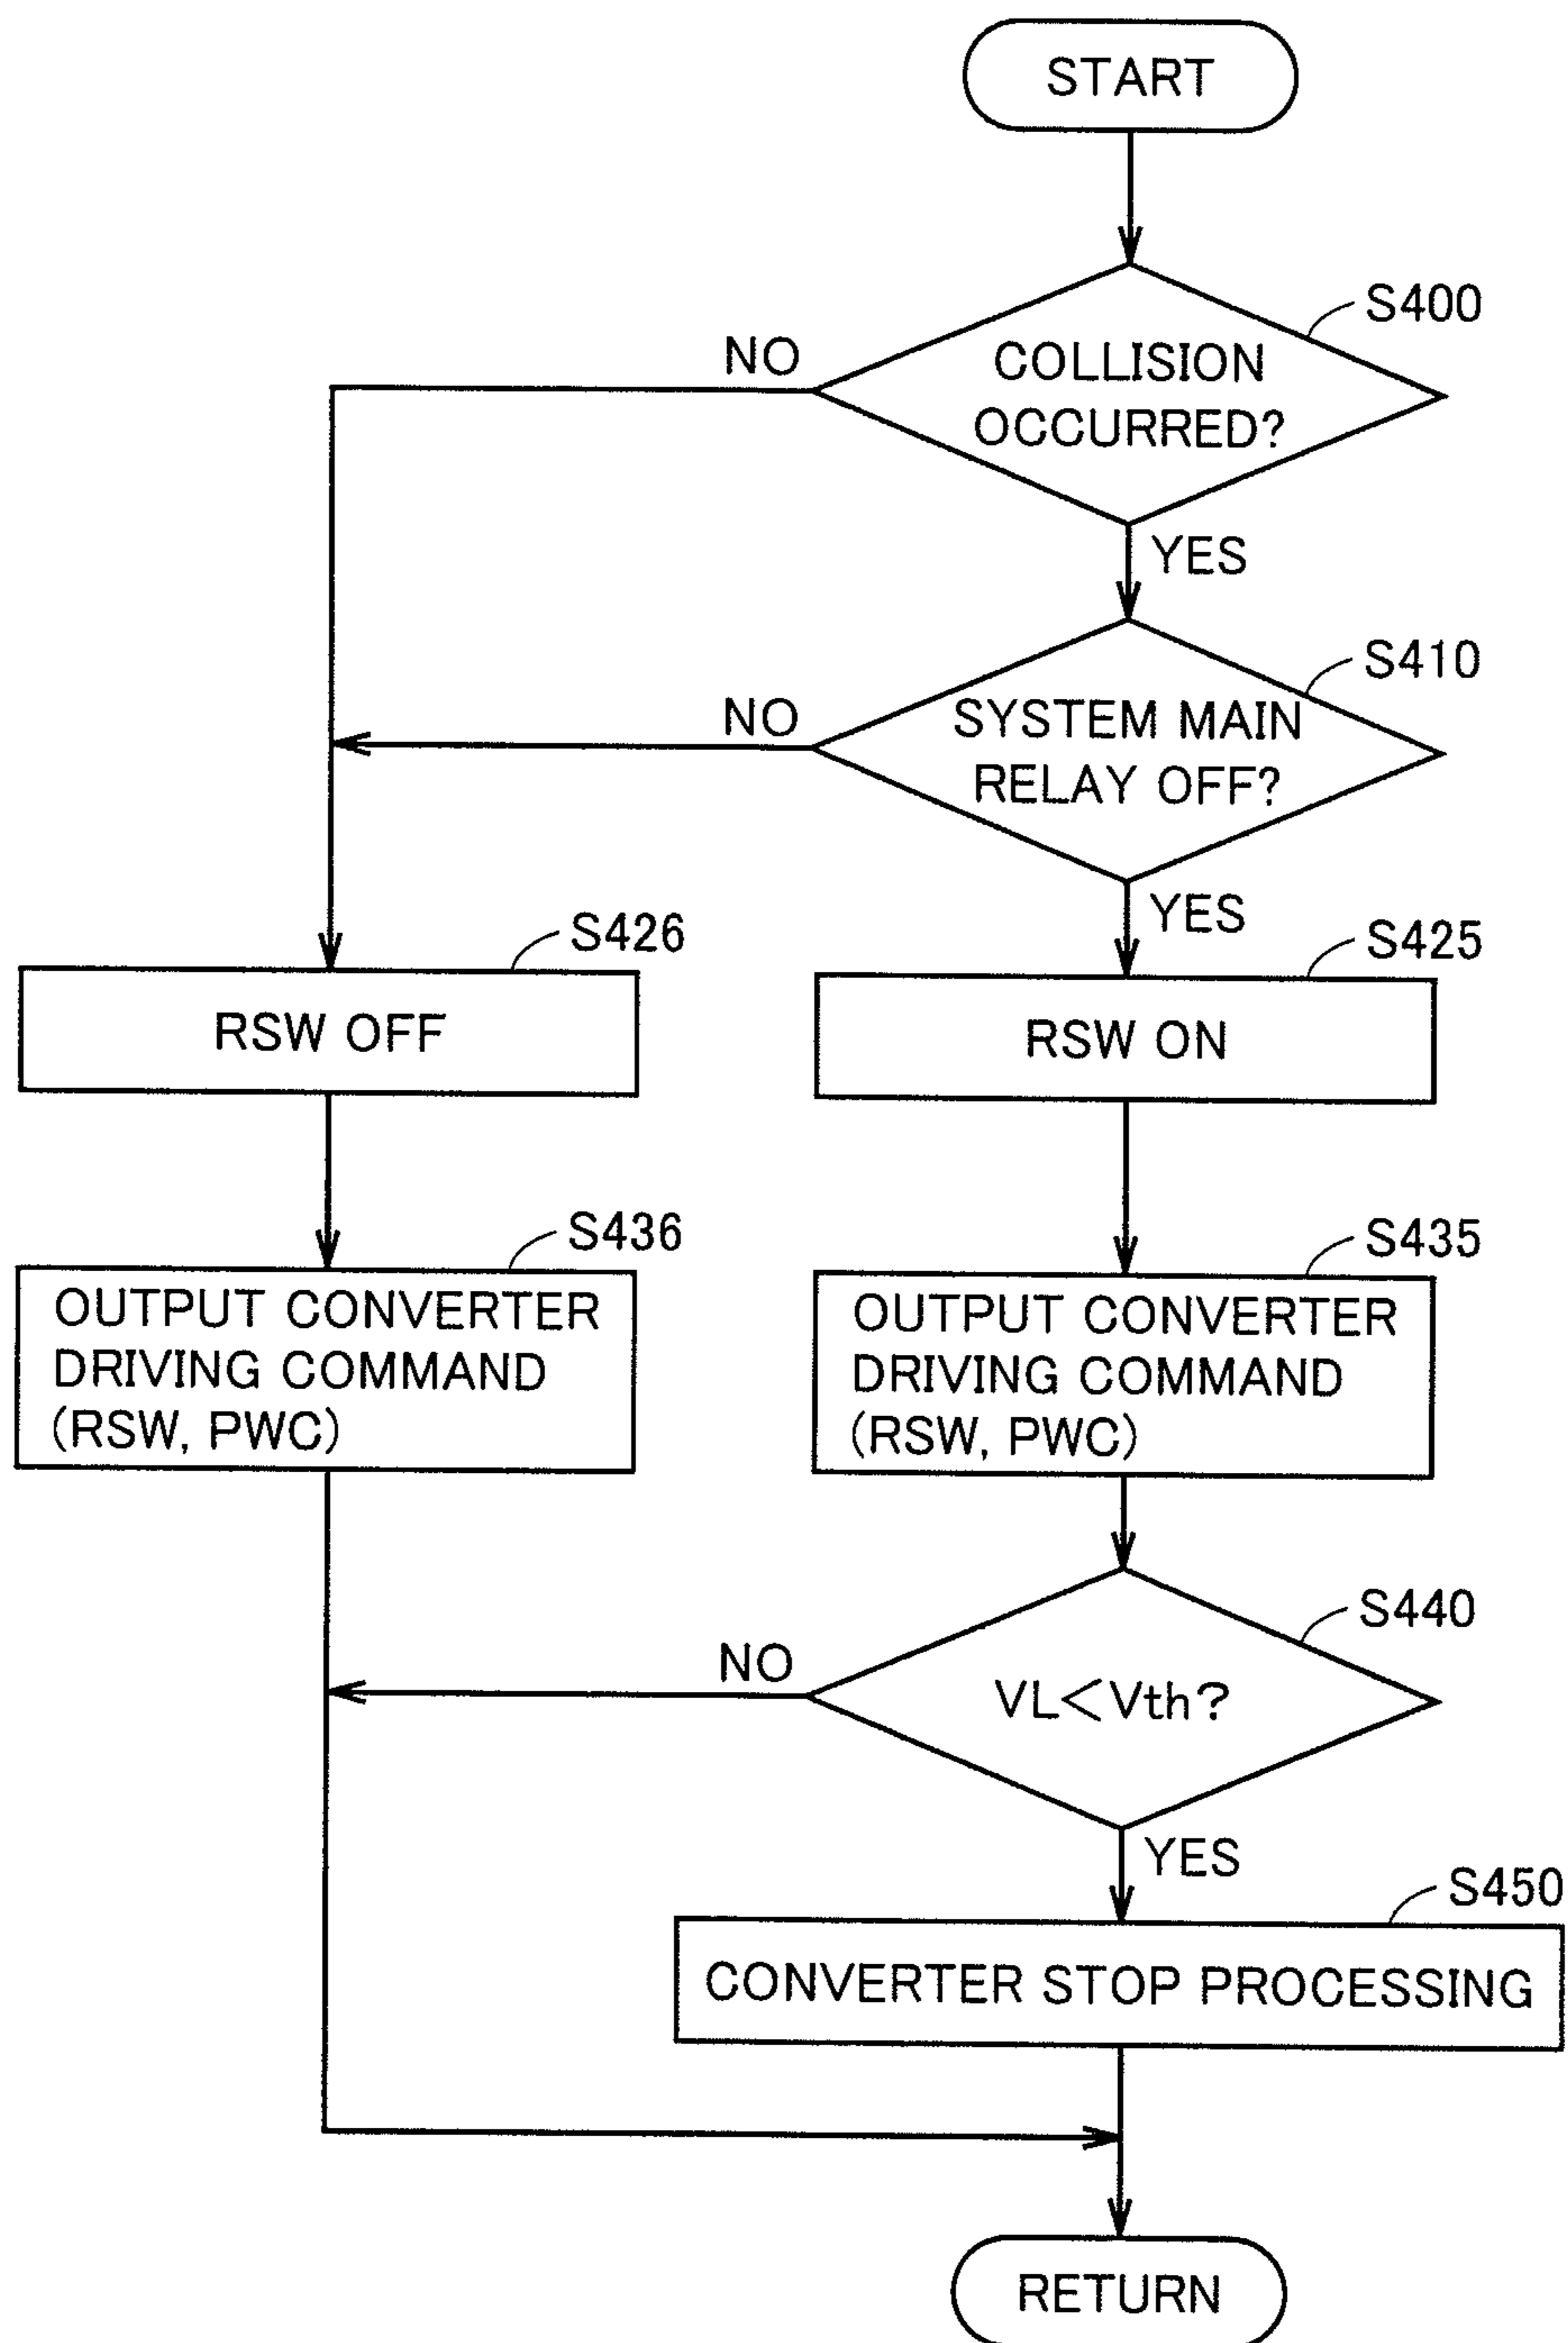 START
S400
COLLISION
OCCURRED?
NO
YES
S410
SYSTEM MAIN
RELAY OFF?
NO
YES
S426
RSW OFF
S425
RSW ON
S436
OUTPUT CONVERTER
DRIVING COMMAND
(RSW, PWC)
S435
OUTPUT CONVERTER
DRIVING COMMAND
(RSW, PWC)
S440
VL<Vth?
NO
YES
S450
CONVERTER STOP PROCESSING
RETURN